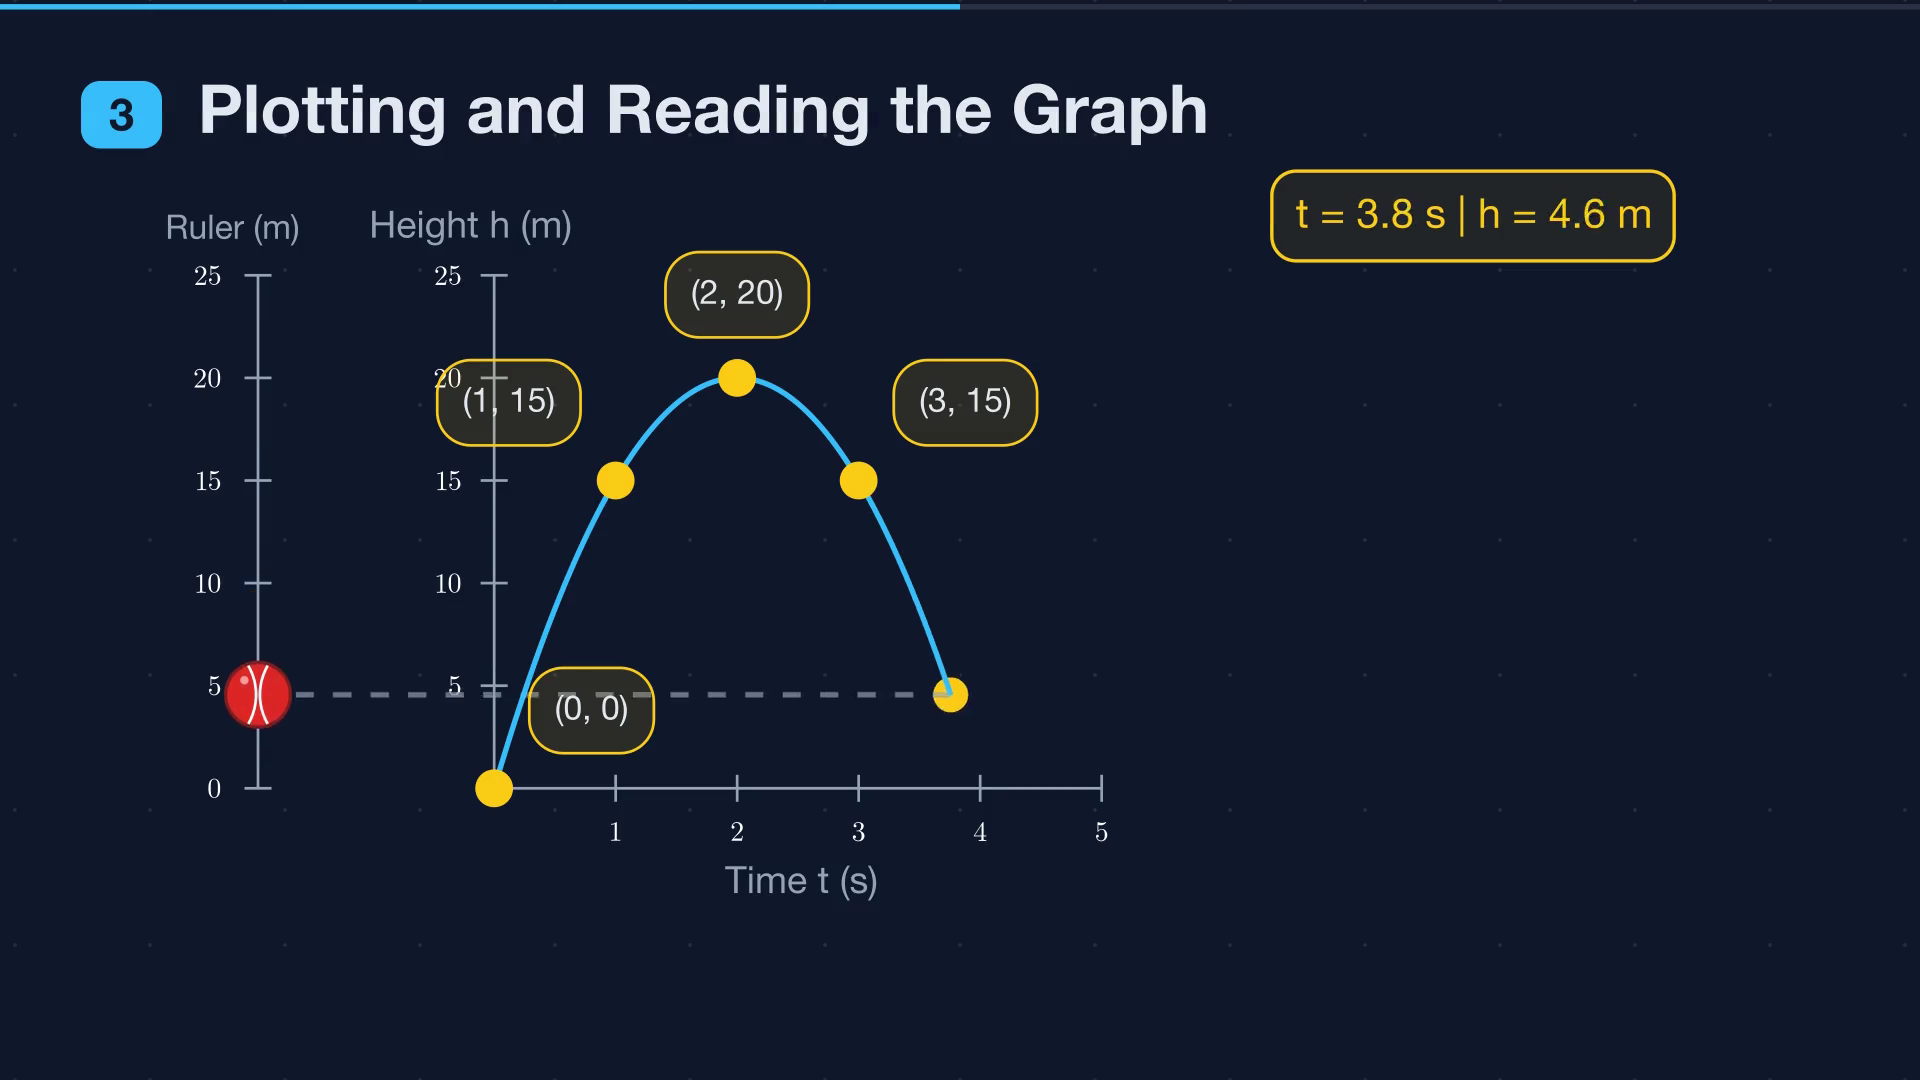 3 Plotting and Reading the Graph
t = 3.8 s | h = 4.6 m
Ruler (m)
Height h (m)
25
20
15
10
5
0
25
20
15
10
5
(2, 20)
(1, 15)
(3, 15)
(0, 0)
1 2 3 4 5
Time t (s)